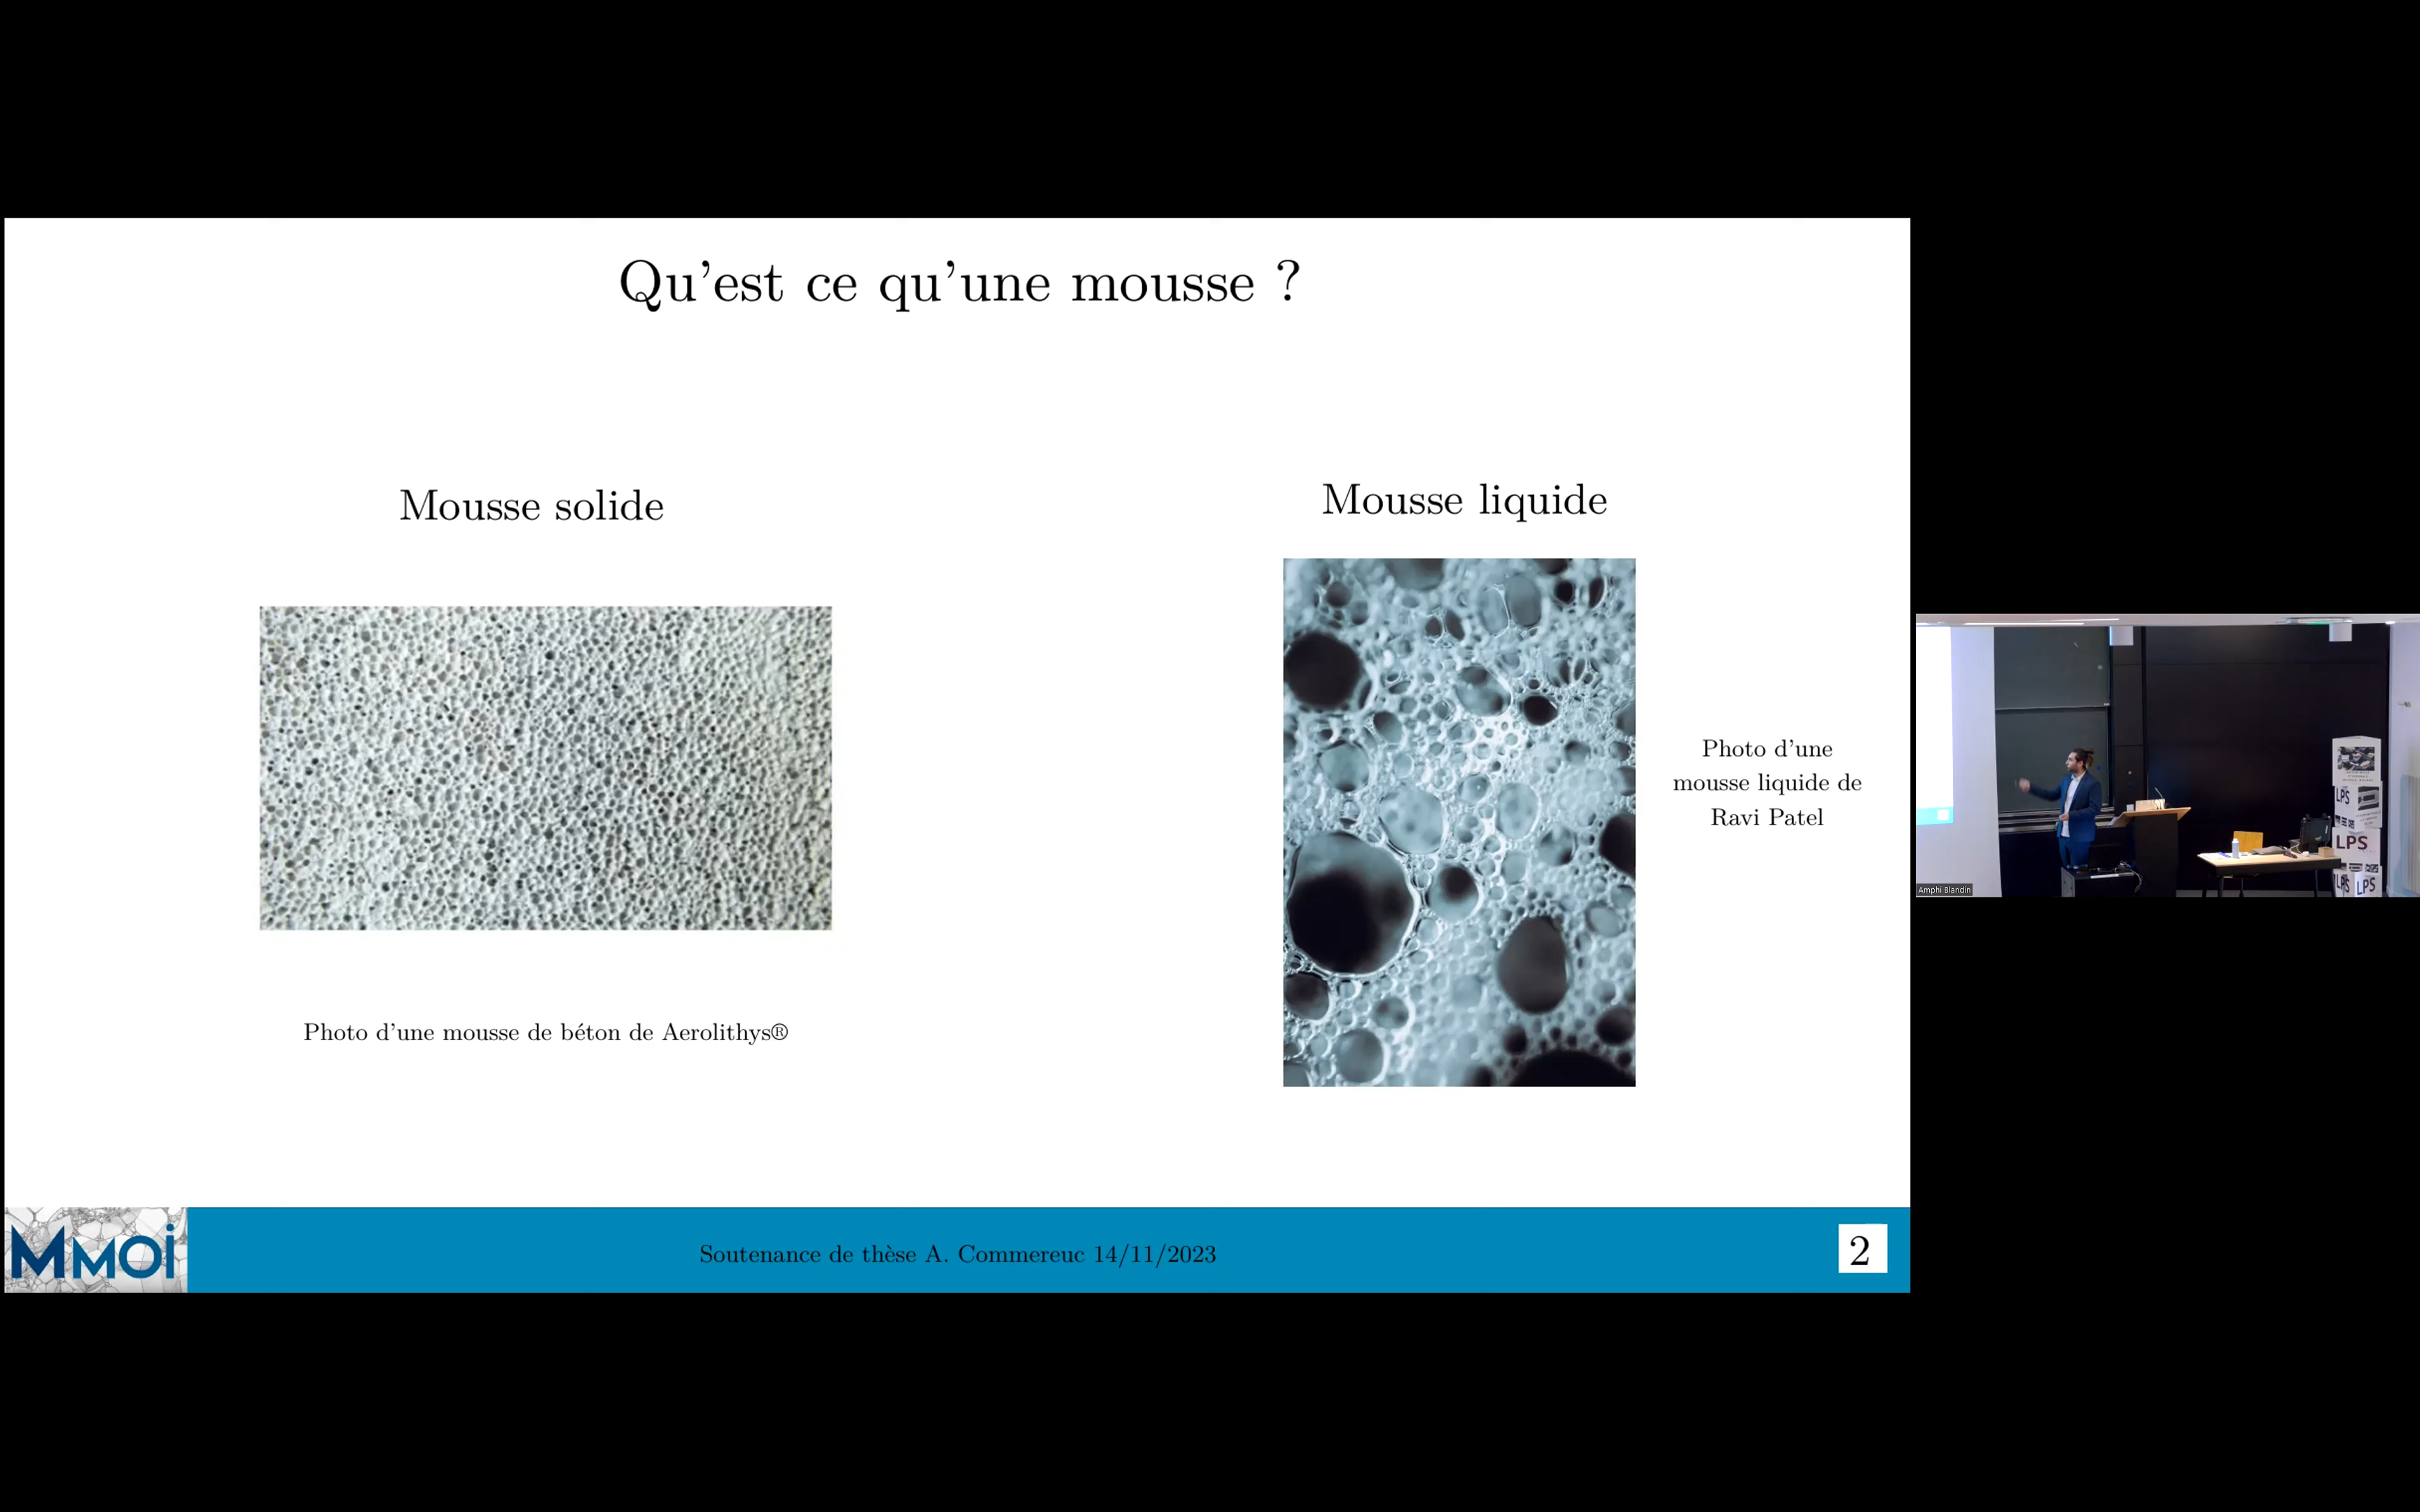 Qu'est ce qu'une mousse ?
Mousse solide
Mousse liquide
Photo d'une
mousse liquide de
Ravi Patel
Photo d'une mousse de béton de Aerolithys®
MMOi
Soutenance de thèse A. Commereuc 14/11/2023
2
Amphi Blandin
LPS
LPS
LPS
LPS